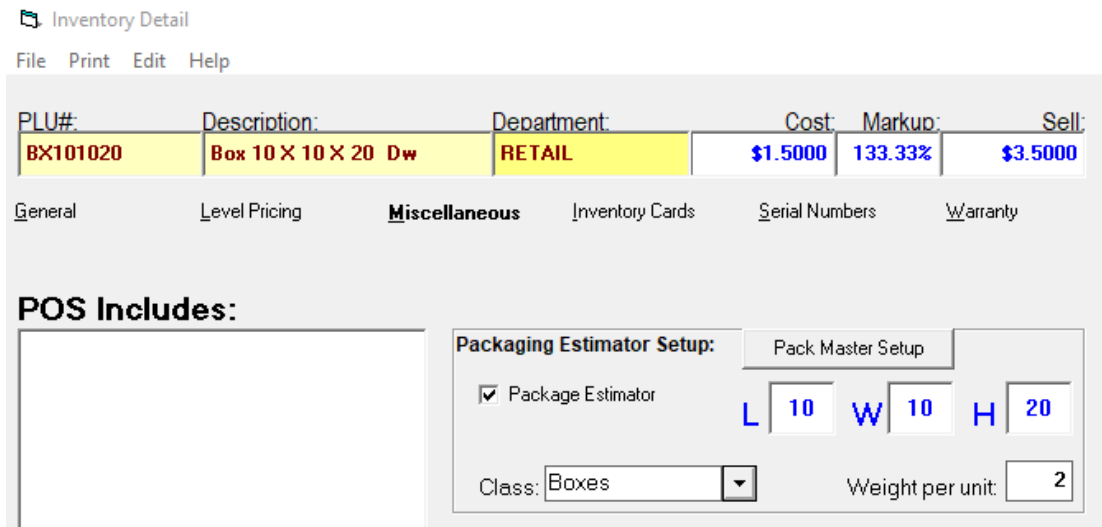 Inventory Detail
File Print Edit Help
PLU#: Description: Department: Cost: Markup: Sell:
BX101020 Box 10 X 10 X 20 Dw RETAIL $1.5000 133.33% $3.5000
General Level Pricing Miscellaneous Inventory Cards Serial Numbers Warranty
POS Includes:
Packaging Estimator Setup: Pack Master Setup
Package Estimator
L 10 W 10 H 20
Class: Boxes Weight per unit: 2